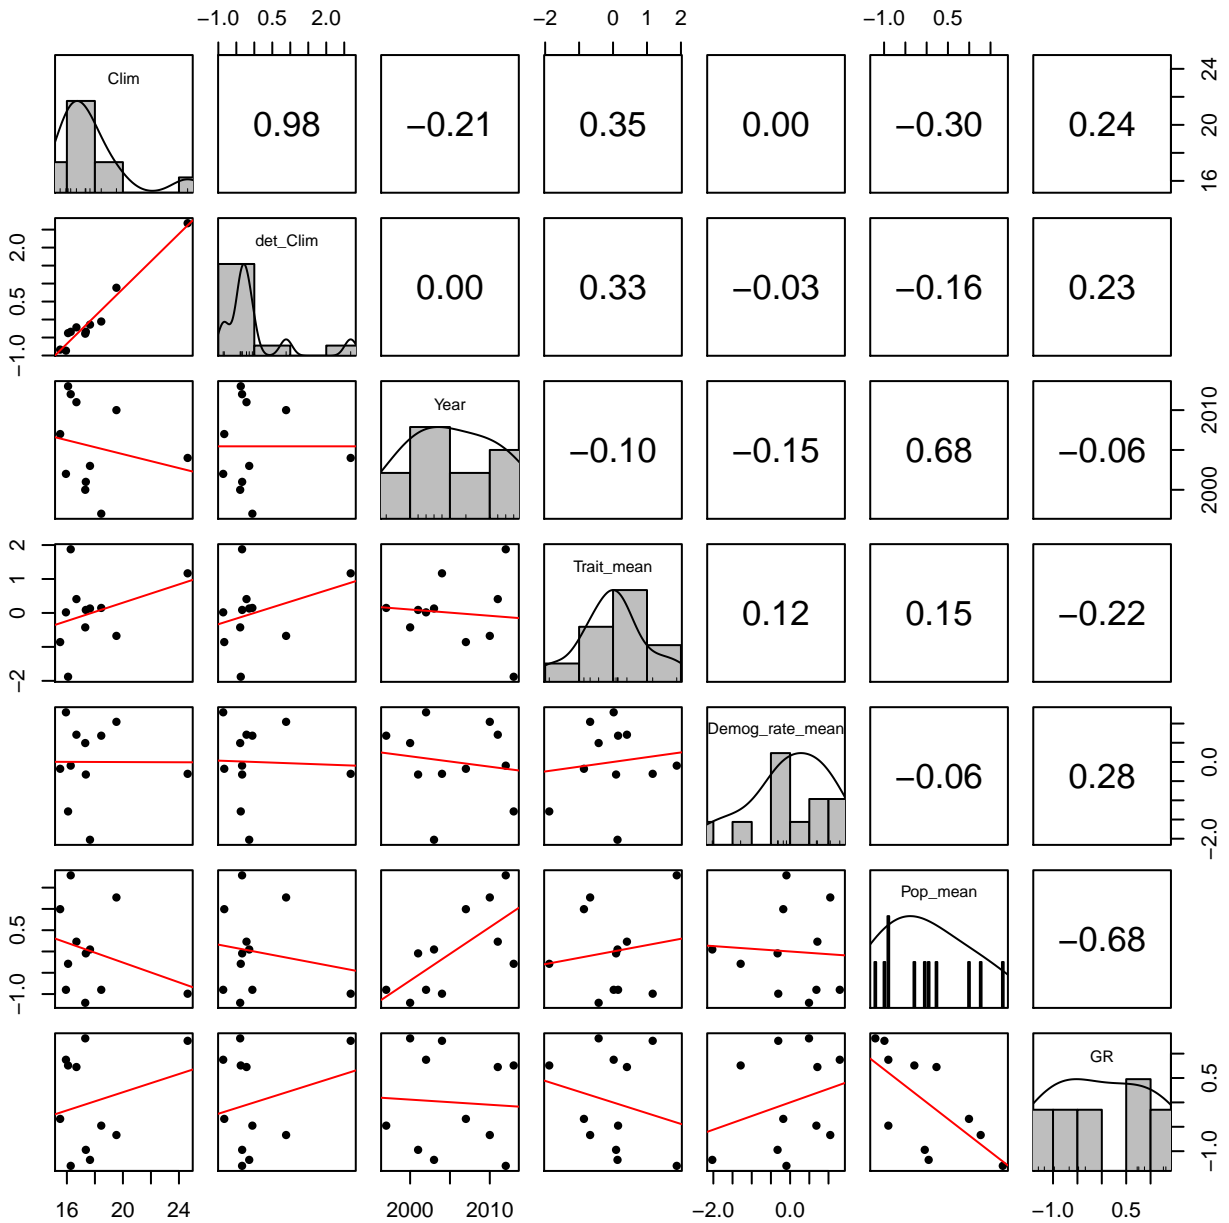 −1.0 0.5 2.0 −2 0 1 2 −1.0 0.5
Clim 0.98 −0.21 0.35 0.00 −0.30 0.24 16 20 24
−1.0 0.5 2.0 det_Clim 0.00 0.33 −0.03 −0.16 0.23
Year −0.10 −0.15 0.68 −0.06 2000 2010
−2 0 1 2 Trait_mean 0.12 0.15 −0.22
Demog_rate_mean −0.06 0.28 −2.0 0.0
−1.0 0.5 Pop_mean −0.68
GR −1.0 0.5
16 20 24 2000 2010 −2.0 0.0 −1.0 0.5